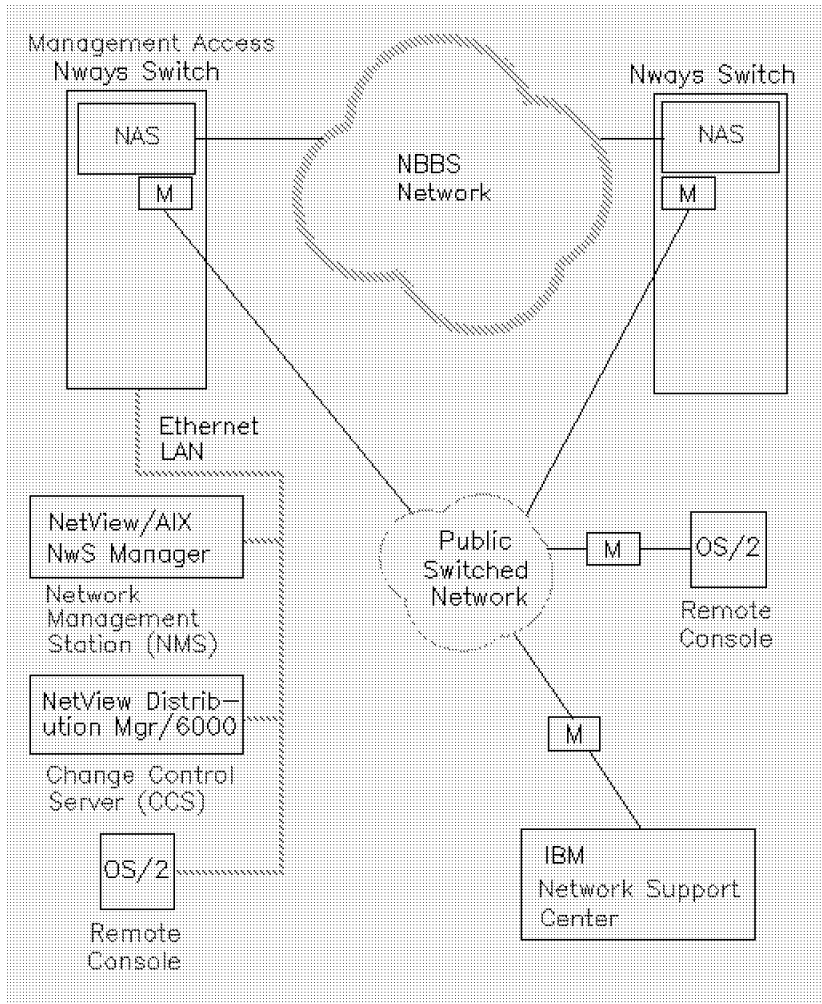 Management Access
Nways Switch
Nways Switch
NAS
NAS
M
M
NBBS
Network
Ethernet
LAN
NetView/AIX
NwS Manager
Network
Management
Station (NMS)
Public
Switched
Network
M
OS/2
Remote
Console
NetView Distrib-
ution Mgr/6000
Change Control
Server (CCS)
M
OS/2
Remote
Console
IBM
Network Support
Center